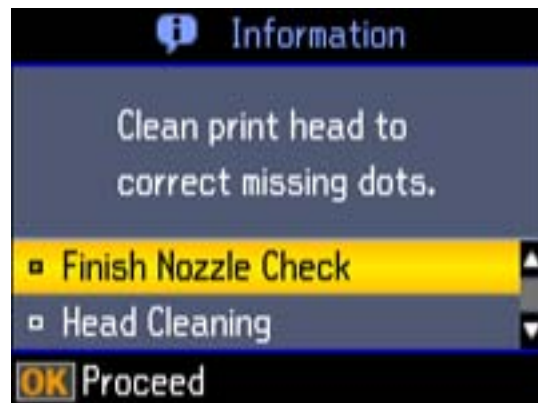 Information
Clean print head to
correct missing dots.
Finish Nozzle Check
Head Cleaning
OK Proceed